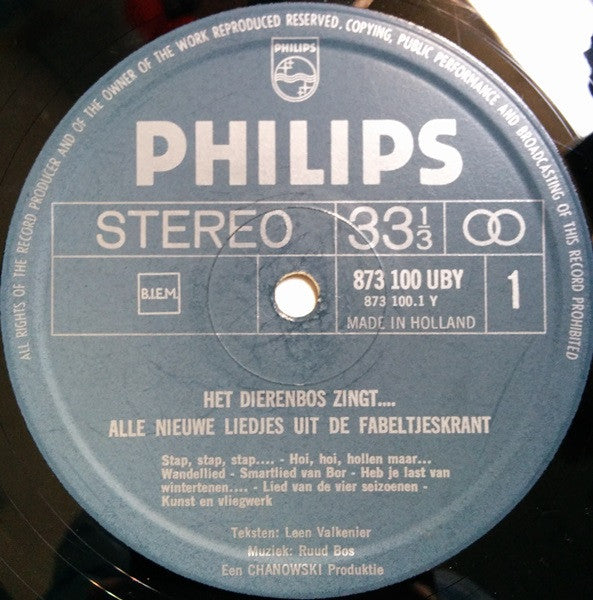 ALL RIGHTS OF THE RECORD PRODUCER AND OF THE OWNER OF THE WORK REPRODUCED RESERVED, COPYING, PUBLIC PERFORMANCE AND BROADCASTING OF THIS RECORD PROHIBITED
PHILIPS
PHILIPS
STEREO 33 1/3
B.I.E.M. 873 100 UBY 1
873 100.1 Y
MADE IN HOLLAND
HET DIERENBOS ZINGT....
ALLE NIEUWE LIEDJES UIT DE FABELTJESKRANT
Stap, stap, stap.... - Hoi, hoi, hollen maar...
Wandellied - Smartlied van Bor - Heb je last van
wintertenen.... - Lied van de vier seizoenen -
Kunst en vliegwerk
Teksten: Leen Valkenier
Muziek: Ruud Bos
Een CHANOWSKI Produktie